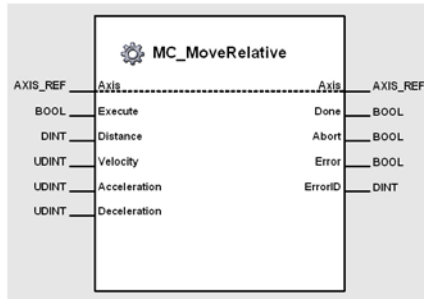 MC_MoveRelative
AXIS_REF Axis Axis AXIS_REF
BOOL Execute Done BOOL
DINT Distance Abort BOOL
UDINT Velocity Error BOOL
UDINT Acceleration ErrorID DINT
UDINT Deceleration